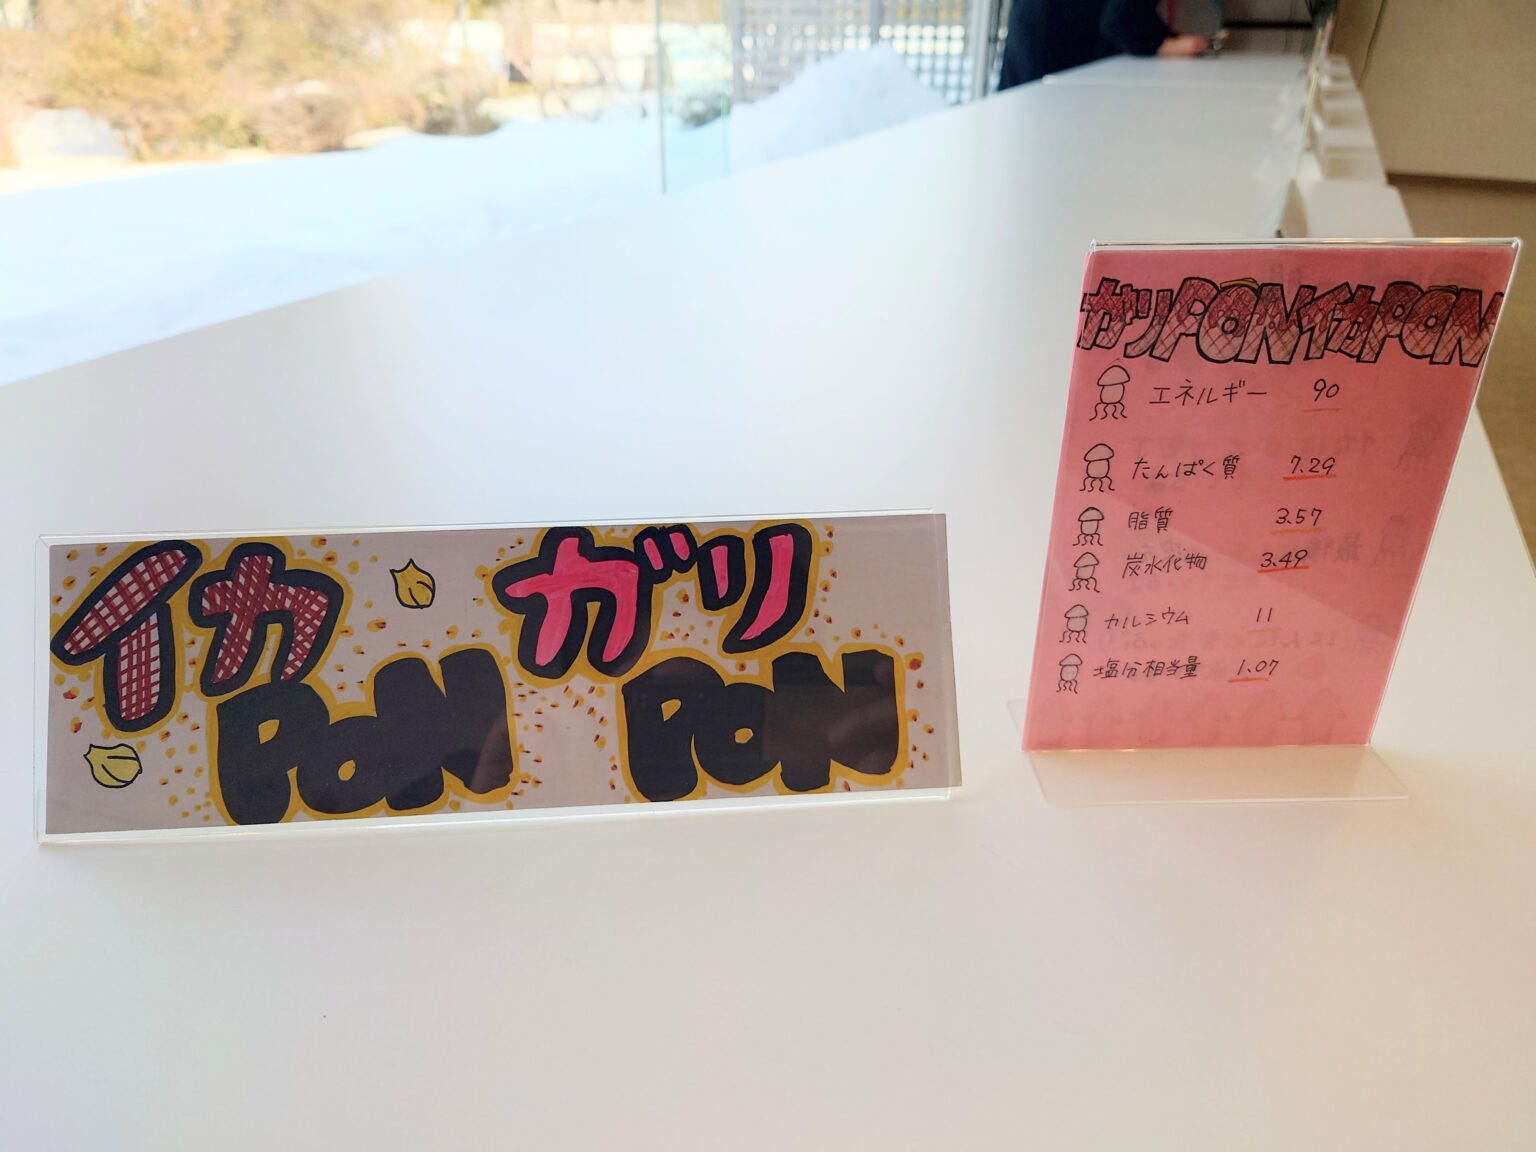 イカ ガリ
PON PON
ガリPONイカPON
エネルギー 90
たんぱく質 7.29
脂質 3.57
炭水化物 3.49
カルシウム 11
塩分相当量 1.07